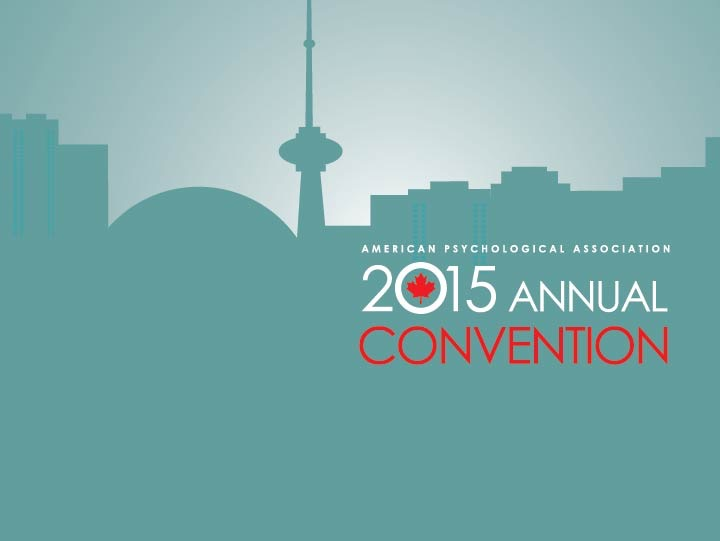 AMERICAN PSYCHOLOGICAL ASSOCIATION
2015 ANNUAL
CONVENTION